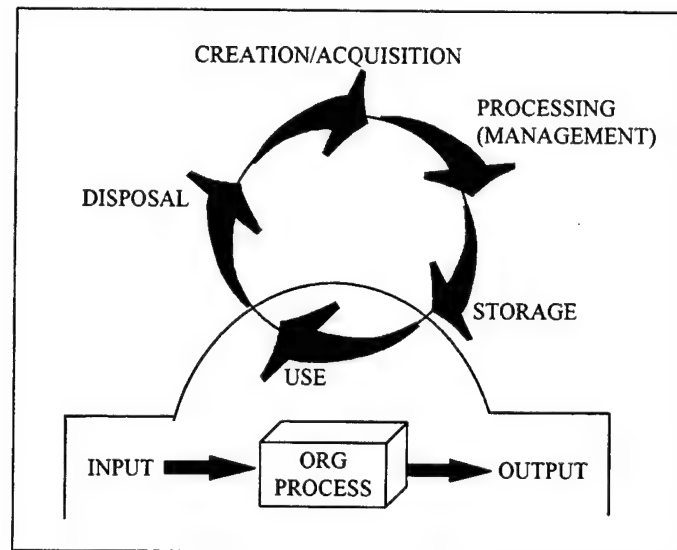 CREATION/ACQUISITION
PROCESSING
(MANAGEMENT)
DISPOSAL
STORAGE
USE
INPUT
ORG
PROCESS
OUTPUT